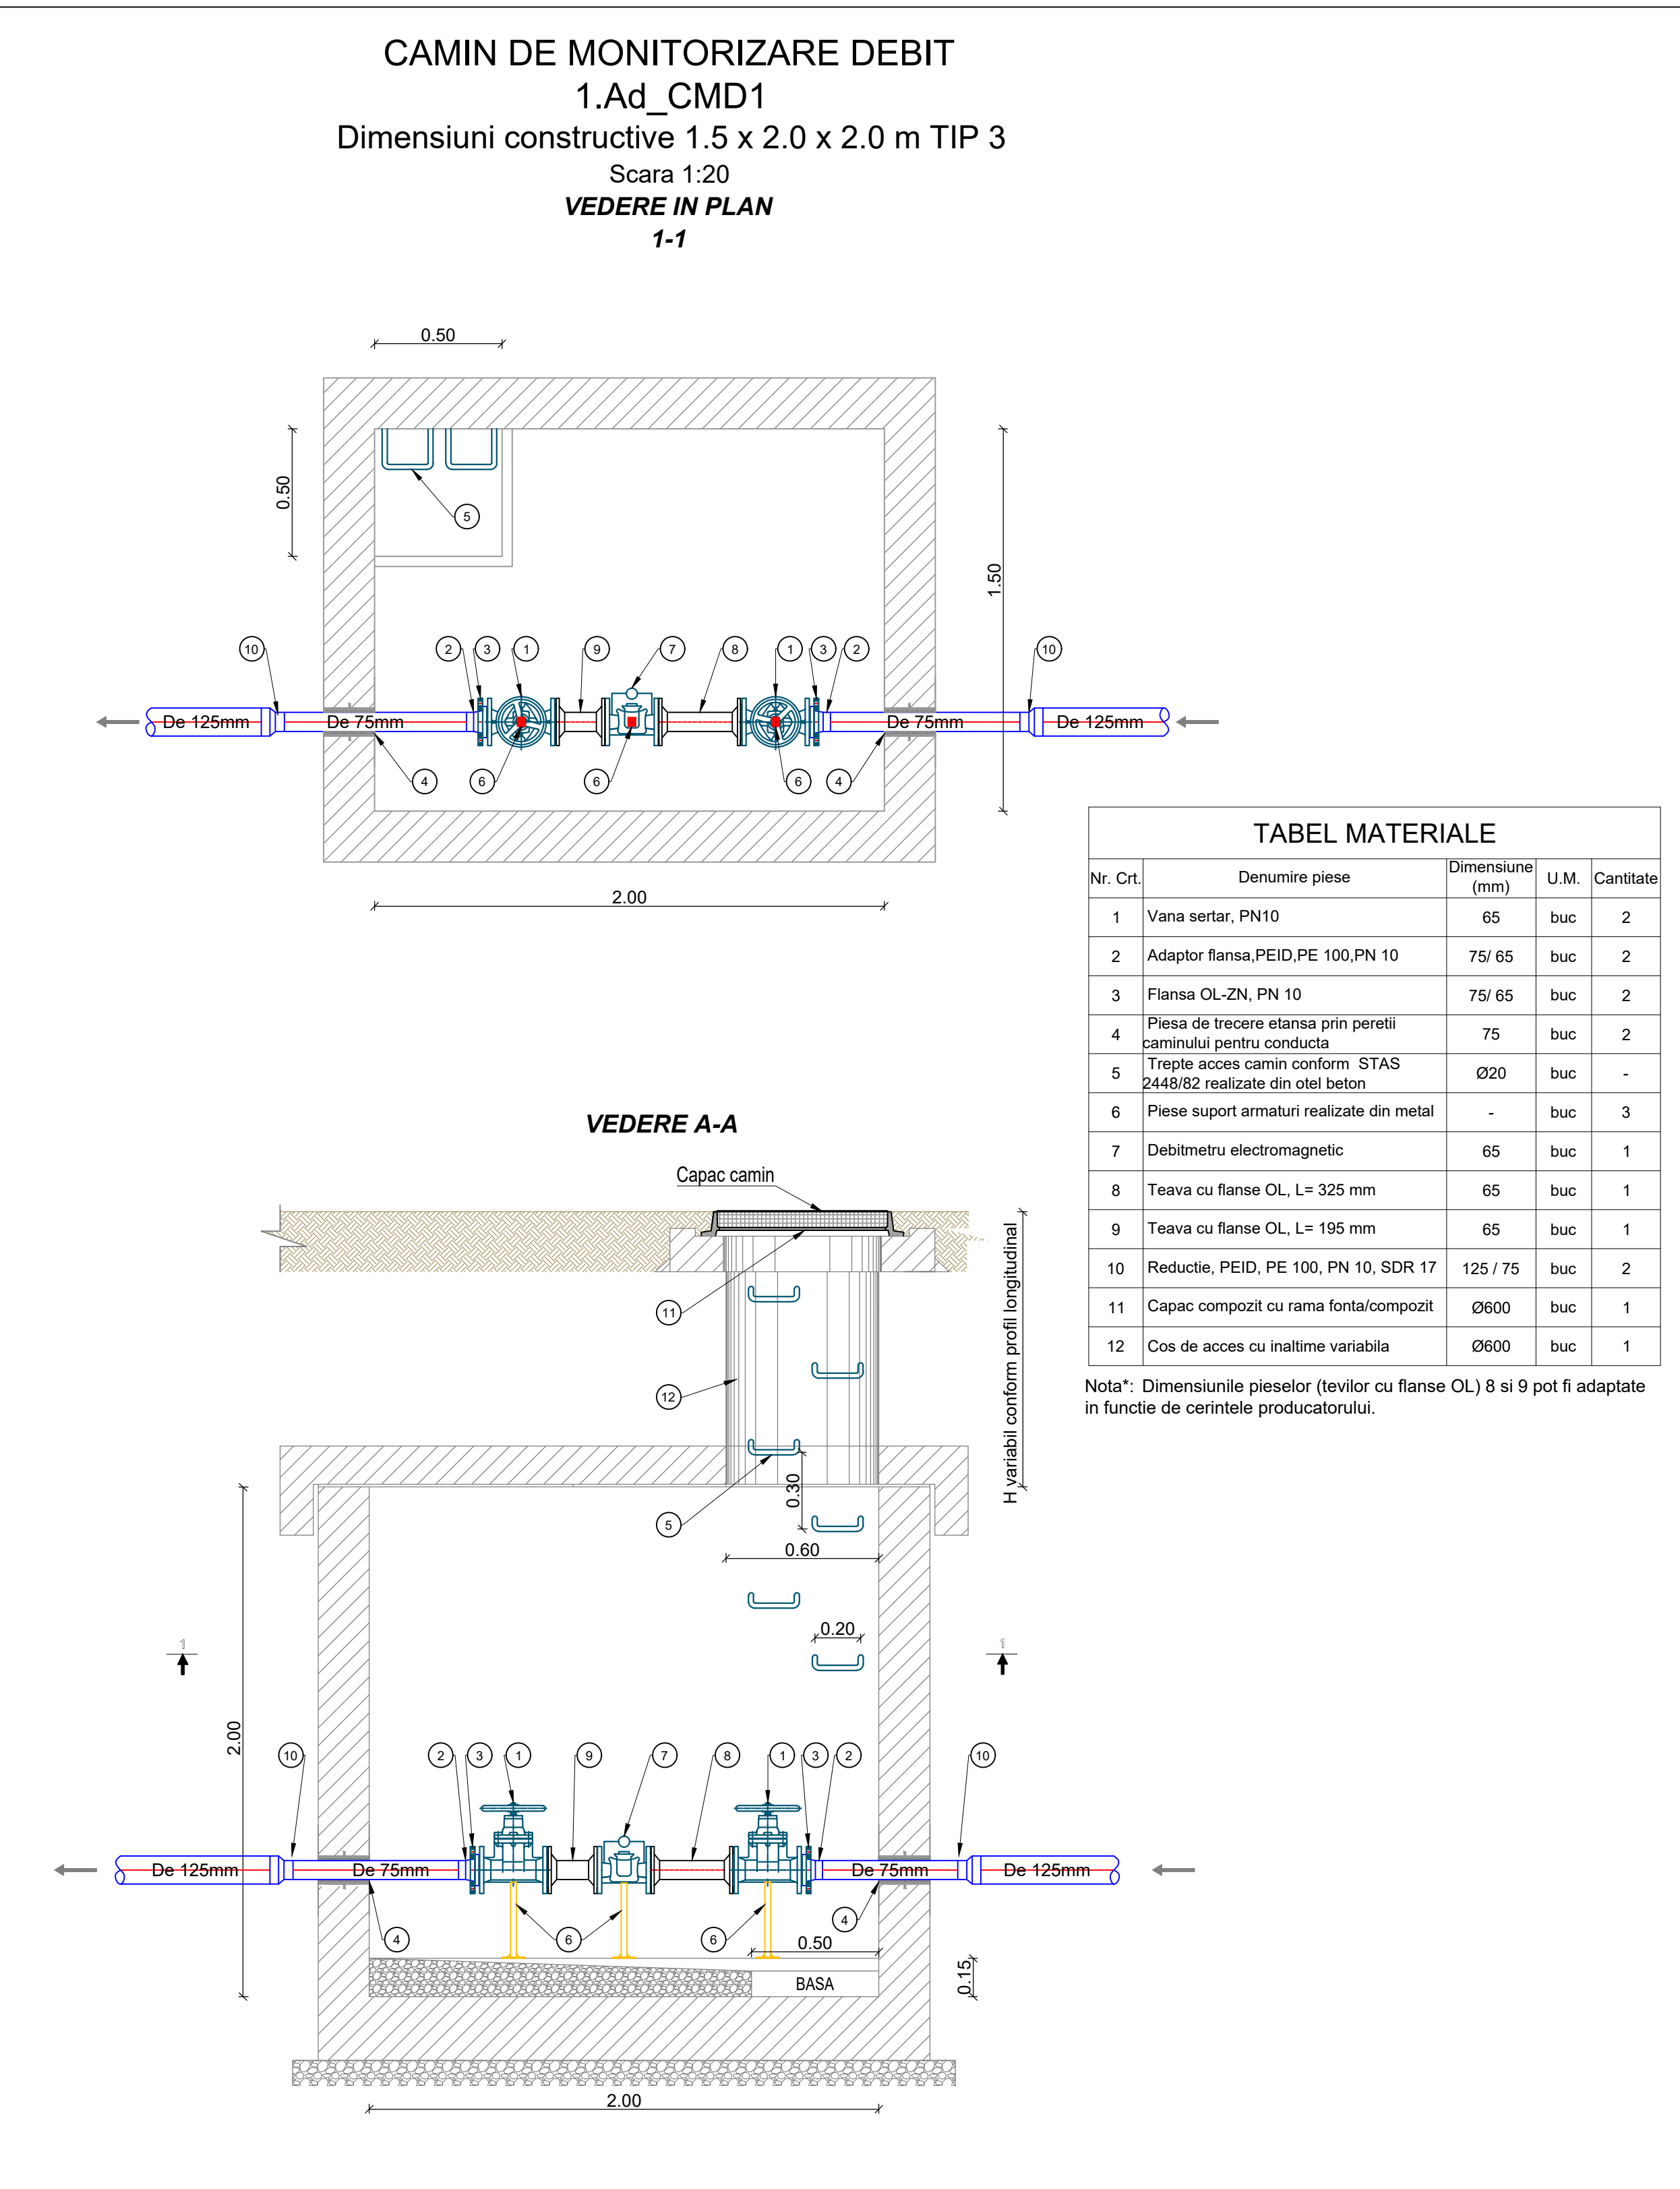 CAMIN DE MONITORIZARE DEBIT
1.Ad_CMD1
Dimensiuni constructive 1.5 x 2.0 x 2.0 m TIP 3
Scara 1:20
VEDERE IN PLAN
1-1
0.50
0.50
5
1.50
10
2
3
1
9
7
8
1
3
2
10
De 125mm
De 75mm
De 75mm
De 125mm
4
6
6
6
4
2.00
TABEL MATERIALE
Nr. Crt. Denumire piese Dimensiune (mm) U.M. Cantitate
1 Vana sertar, PN10 65 buc 2
2 Adaptor flansa,PEID,PE 100,PN 10 75/ 65 buc 2
3 Flansa OL-ZN, PN 10 75/ 65 buc 2
4 Piesa de trecere etansa prin peretii
caminului pentru conducta 75 buc 2
5 Trepte acces camin conform STAS
2448/82 realizate din otel beton Ø20 buc -
6 Piese suport armaturi realizate din metal - buc 3
7 Debitmetru electromagnetic 65 buc 1
8 Teava cu flanse OL, L= 325 mm 65 buc 1
9 Teava cu flanse OL, L= 195 mm 65 buc 1
10 Reductie, PEID, PE 100, PN 10, SDR 17 125 / 75 buc 2
11 Capac compozit cu rama fonta/compozit Ø600 buc 1
12 Cos de acces cu inaltime variabila Ø600 buc 1
Nota*: Dimensiunile pieselor (tevilor cu flanse OL) 8 si 9 pot fi adaptate
in functie de cerintele producatorului.
VEDERE A-A
Capac camin
H variabil conform profil longitudinal
11
12
5
0.30
0.60
0.20
1
1
2.00
10
2
3
1
9
7
8
1
3
2
10
De 125mm
De 75mm
De 75mm
De 125mm
4
6
6
4
0.50
BASA
0.15
2.00